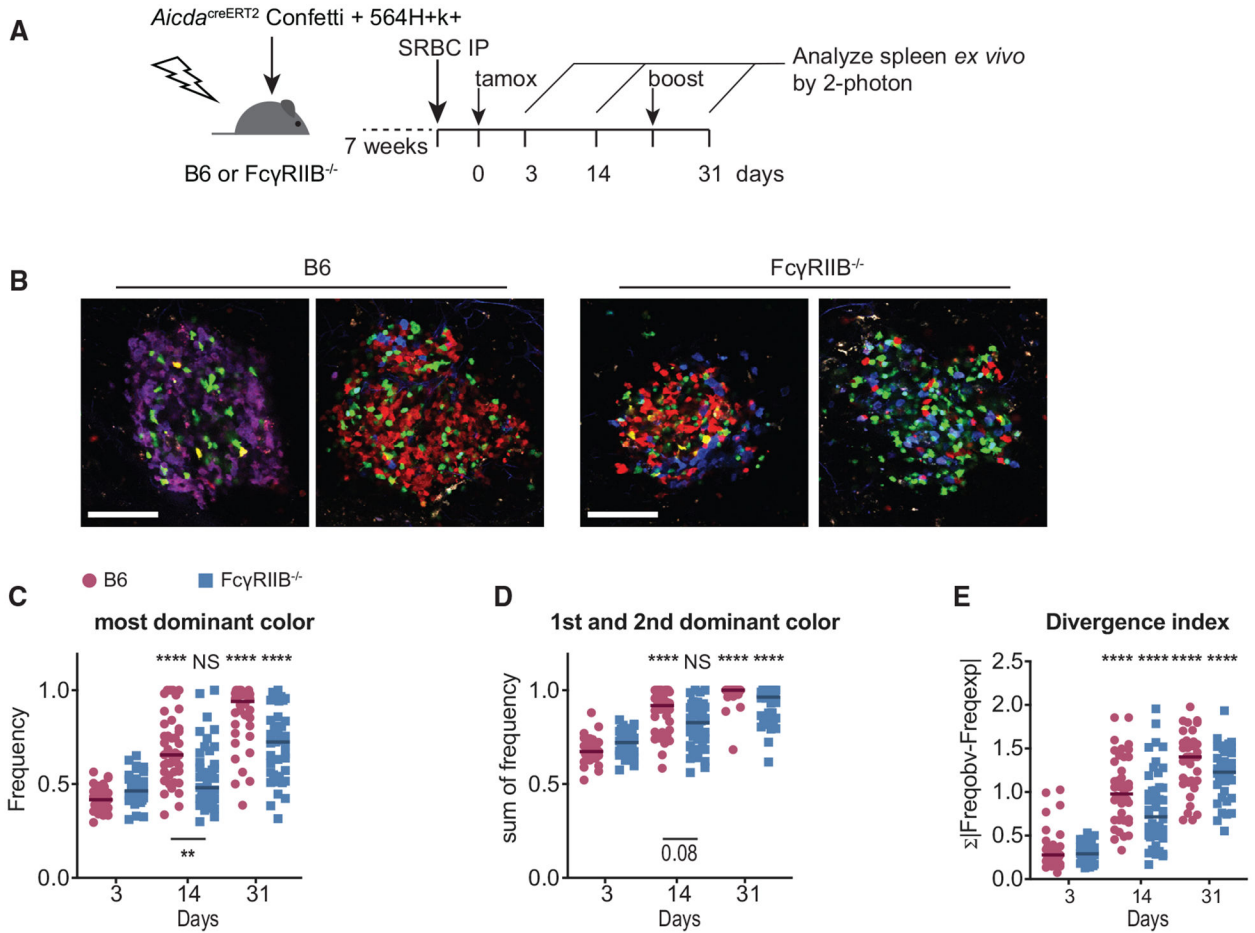 A
Aicda^creERT2 Confetti + 564H+k+
SRBC IP
tamox
boost
Analyze spleen ex vivo
by 2-photon
7 weeks
B6 or FcγRIIB-/-
0 3 14 31 days
B
B6 FcγRIIB-/-
B6 FcγRIIB-/-
C
most dominant color
**** NS **** ****
1.0
0.5
0.0
Frequency
**
3 14 31
Days
D
1st and 2nd dominant color
**** NS **** ****
1.0
0.5
0.0
sum of frequency
0.08
3 14 31
Days
E
Divergence index
**** **** **** ****
2.5
2.0
1.5
1.0
0.5
0.0
Σ|Freqobv-Freqexp|
3 14 31
Days